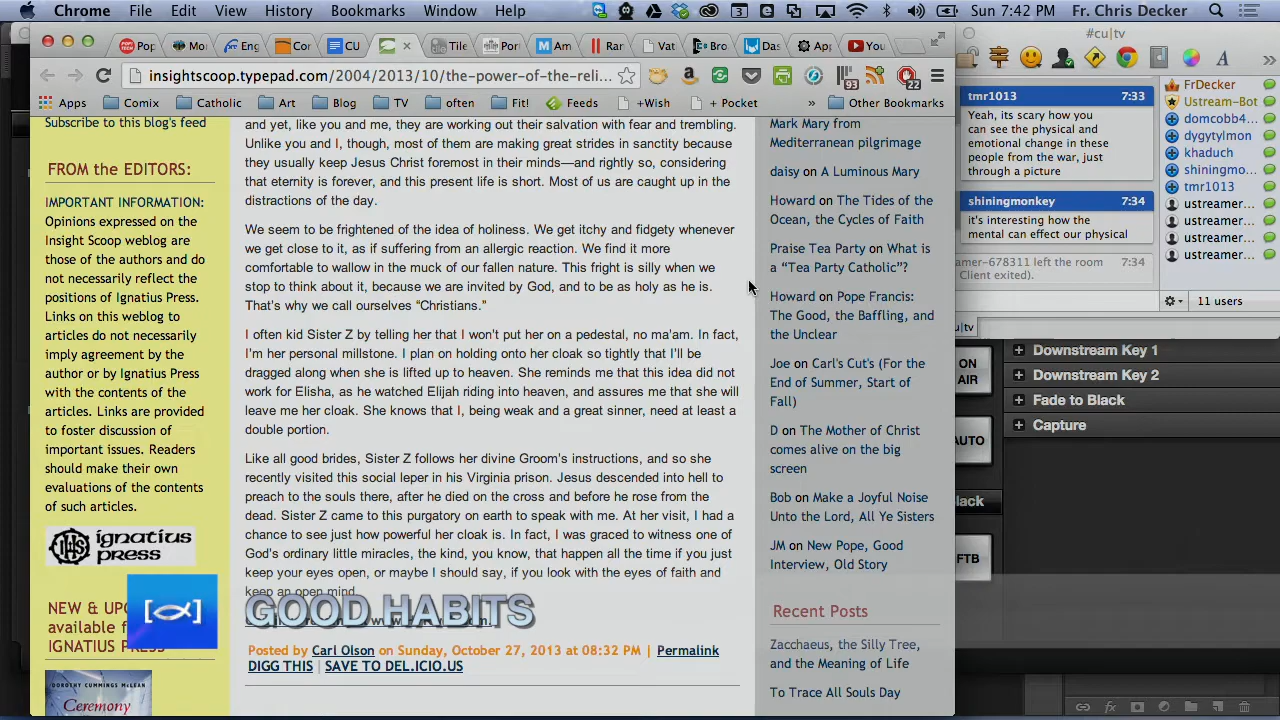 Chrome File Edit View History Bookmarks Window Help
Sun 7:42 PM Fr. Chris Decker
Pop
Mo
Eng
Cor
CU
Tile
Por
Am
Rar
Vat
Bro
Das
App
You
insightscoop.typepad.com/2004/2013/10/the-power-of-the-reli...
93
22
Apps Comix Catholic Art Blog TV often Fit! Feeds +Wish + Pocket » Other Bookmarks
Subscribe to this blog's feed
FROM the EDITORS:
IMPORTANT INFORMATION:
Opinions expressed on the
Insight Scoop weblog are
those of the authors and do
not necessarily reflect the
positions of Ignatius Press.
Links on this weblog to
articles do not necessarily
imply agreement by the
author or by Ignatius Press
with the contents of the
articles. Links are provided
to foster discussion of
important issues. Readers
should make their own
evaluations of the contents
of such articles.
ignatius
press
NEW & UP
available f
IGNATIUS PRESS
DOROTHY CUMMINGS McLEAN
Ceremony
and yet, like you and me, they are working out their salvation with fear and trembling.
Unlike you and I, though, most of them are making great strides in sanctity because
they usually keep Jesus Christ foremost in their minds—and rightly so, considering
that eternity is forever, and this present life is short. Most of us are caught up in the
distractions of the day.
We seem to be frightened of the idea of holiness. We get itchy and fidgety whenever
we get close to it, as if suffering from an allergic reaction. We find it more
comfortable to wallow in the muck of our fallen nature. This fright is silly when we
stop to think about it, because we are invited by God, and to be as holy as he is.
That's why we call ourselves “Christians.”
I often kid Sister Z by telling her that I won't put her on a pedestal, no ma'am. In fact,
I'm her personal millstone. I plan on holding onto her cloak so tightly that I'll be
dragged along when she is lifted up to heaven. She reminds me that this idea did not
work for Elisha, as he watched Elijah riding into heaven, and assures me that she will
leave me her cloak. She knows that I, being weak and a great sinner, need at least a
double portion.
Like all good brides, Sister Z follows her divine Groom's instructions, and so she
recently visited this social leper in his Virginia prison. Jesus descended into hell to
preach to the souls there, after he died on the cross and before he rose from the
dead. Sister Z came to this purgatory on earth to speak with me. At her visit, I had a
chance to see just how powerful her cloak is. In fact, I was graced to witness one of
God's ordinary little miracles, the kind, you know, that happen all the time if you just
keep your eyes open, or maybe I should say, if you look with the eyes of faith and
keep an open mind.
GOOD HABITS
Posted by Carl Olson on Sunday, October 27, 2013 at 08:32 PM | Permalink
DIGG THIS | SAVE TO DEL.ICIO.US
Mark Mary from
Mediterranean pilgrimage
daisy on A Luminous Mary
Howard on The Tides of the
Ocean, the Cycles of Faith
Praise Tea Party on What is
a “Tea Party Catholic”?
Howard on Pope Francis:
The Good, the Baffling, and
the Unclear
Joe on Carl's Cut's (For the
End of Summer, Start of
Fall)
D on The Mother of Christ
comes alive on the big
screen
Bob on Make a Joyful Noise
Unto the Lord, All Ye Sisters
JM on New Pope, Good
Interview, Old Story
Recent Posts
Zacchaeus, the Silly Tree,
and the Meaning of Life
To Trace All Souls Day
#cu|tv
tmr1013 7:33
Yeah, its scary how you
can see the physical and
emotional change in these
people from the war, just
through a picture
shiningmonkey 7:34
it's interesting how the
mental can effect our physical
amer-678311 left the room 7:34
Client exited).
FrDecker
Ustream-Bot
domcobb4...
dygytylmon
khaduch
shiningmo...
tmr1013
ustreamer...
ustreamer...
ustreamer...
11 users
u|tv
ON
AIR
AUTO
lack
FTB
Downstream Key 1
Downstream Key 2
Fade to Black
Capture